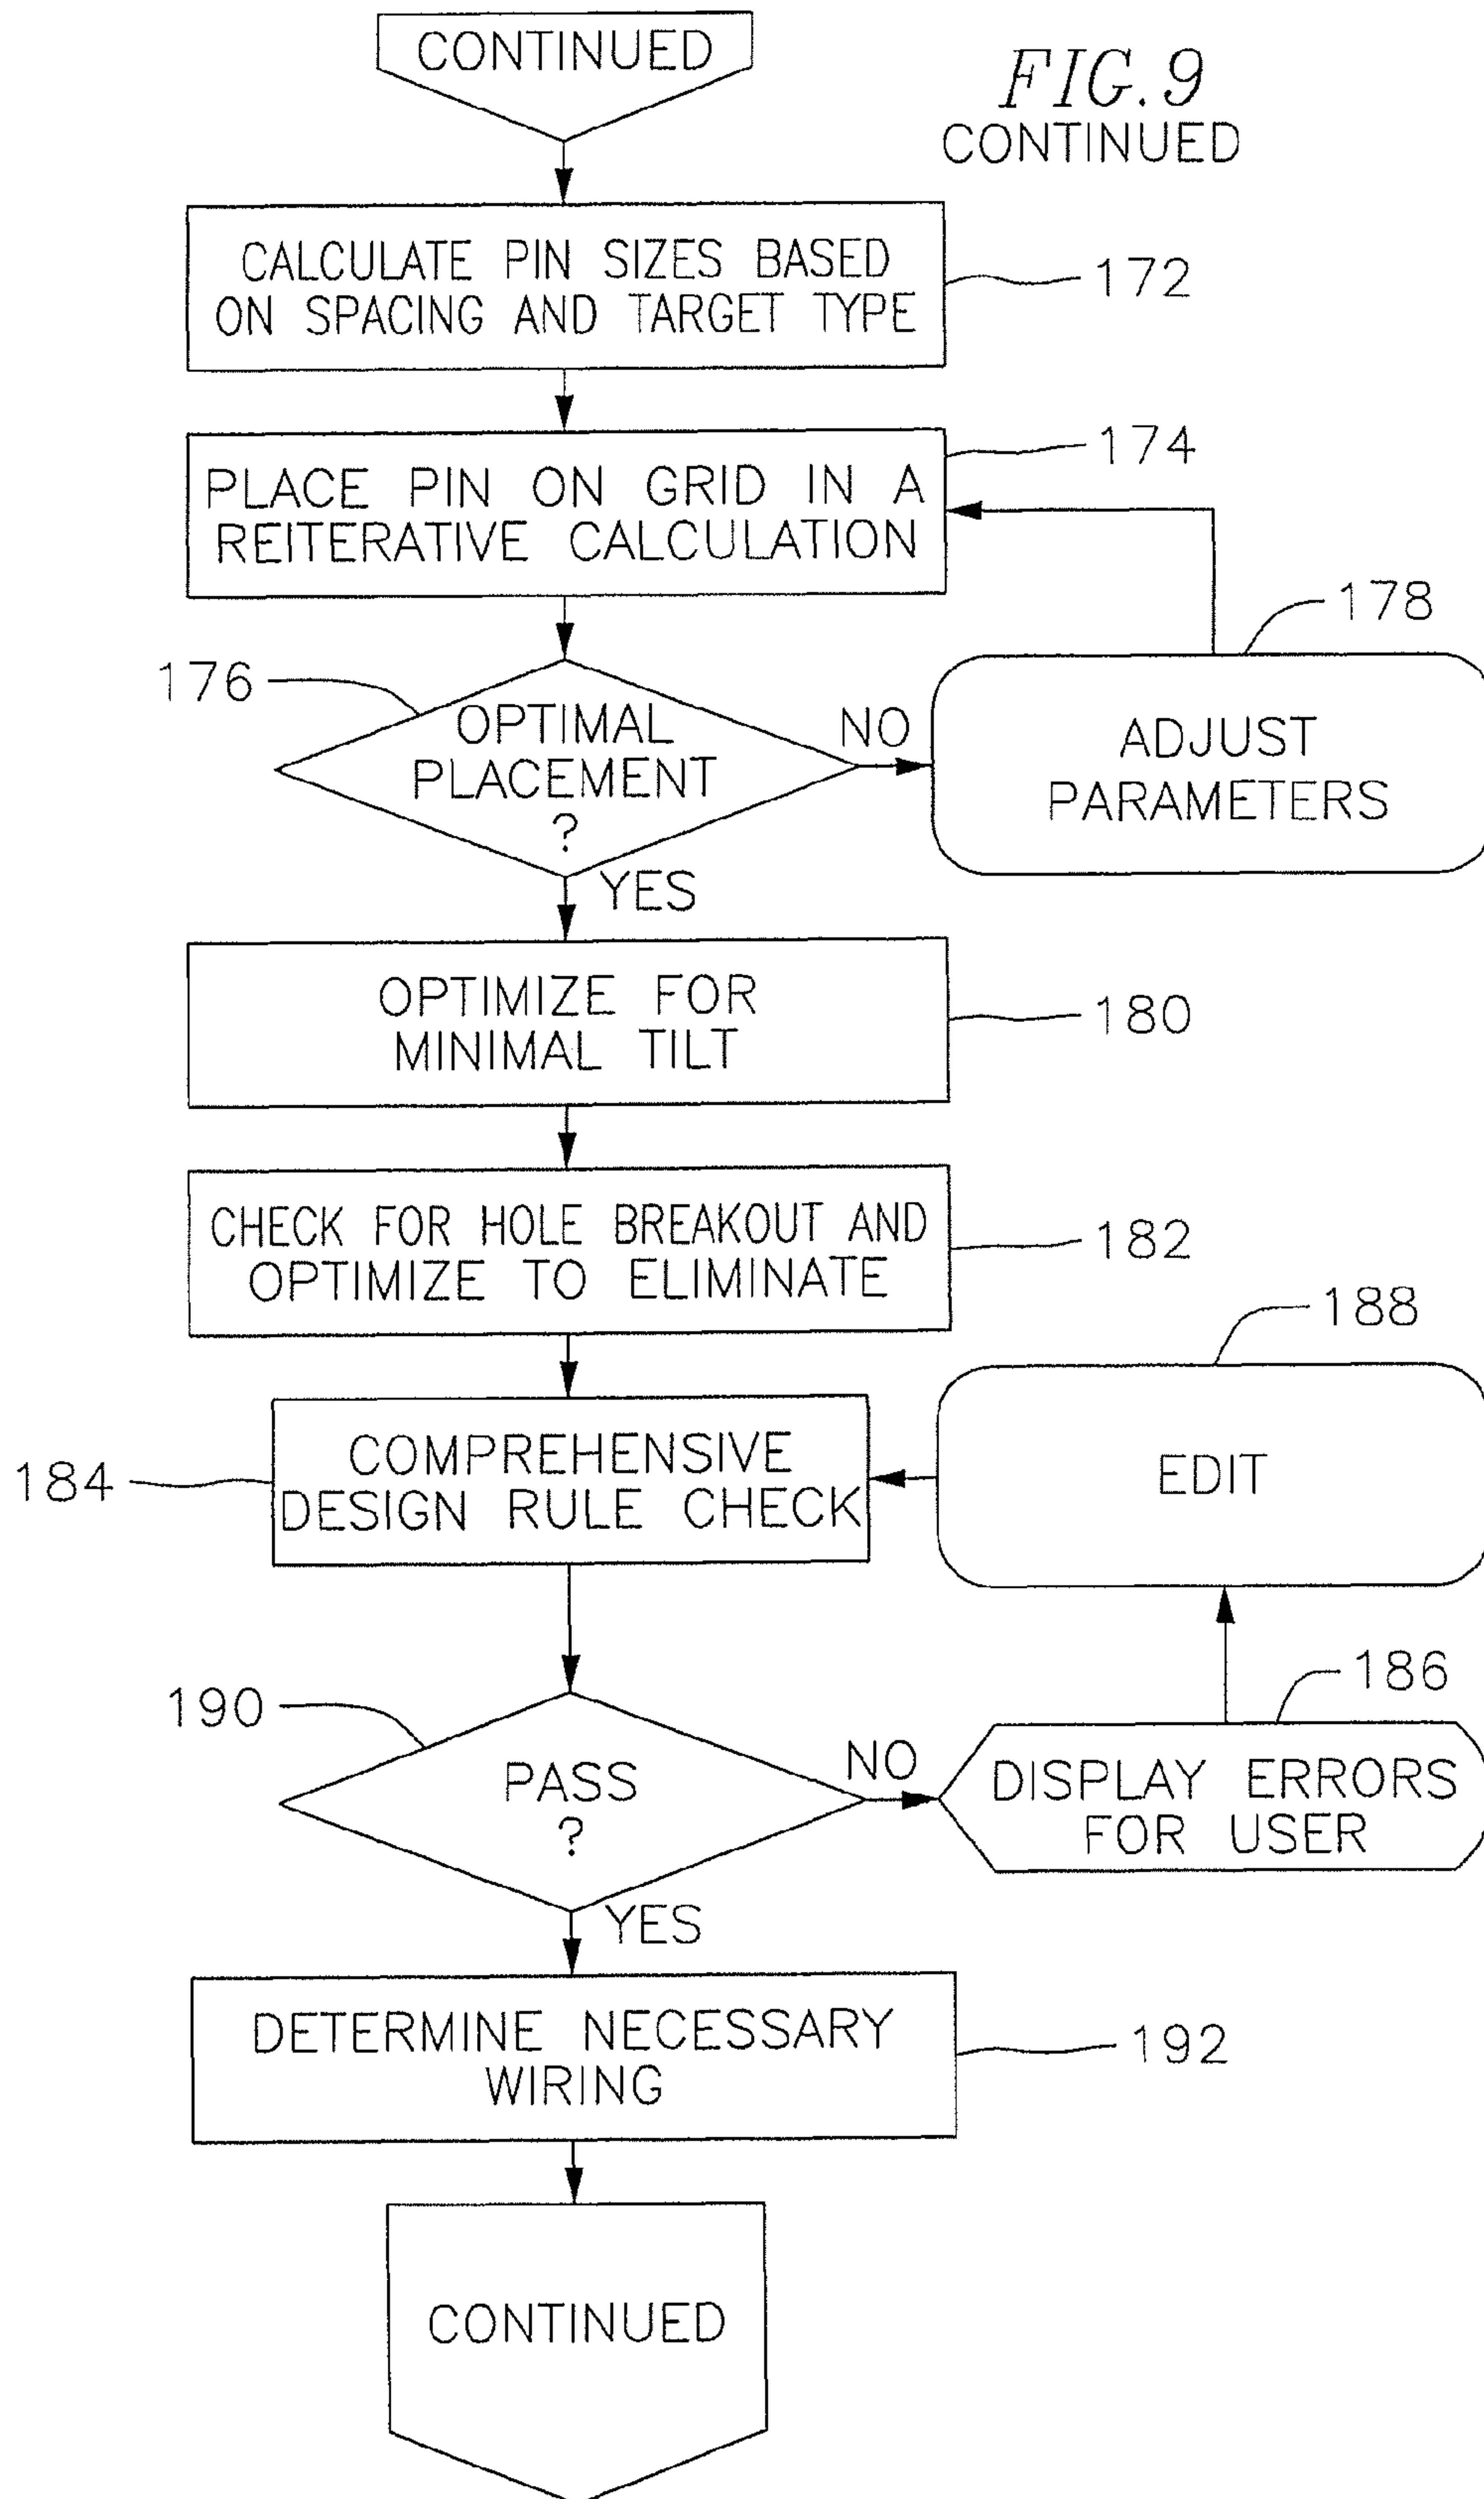 CONTINUED
FIG. 9
CONTINUED
CALCULATE PIN SIZES BASED
ON SPACING AND TARGET TYPE
172
174
PLACE PIN ON GRID IN A
REITERATIVE CALCULATION
178
176
OPTIMAL
PLACEMENT
?
NO
ADJUST
PARAMETERS
YES
OPTIMIZE FOR
MINIMAL TILT
180
CHECK FOR HOLE BREAKOUT AND
OPTIMIZE TO ELIMINATE
182
188
184
COMPREHENSIVE
DESIGN RULE CHECK
EDIT
186
190
PASS
?
NO
DISPLAY ERRORS
FOR USER
YES
DETERMINE NECESSARY
WIRING
192
CONTINUED